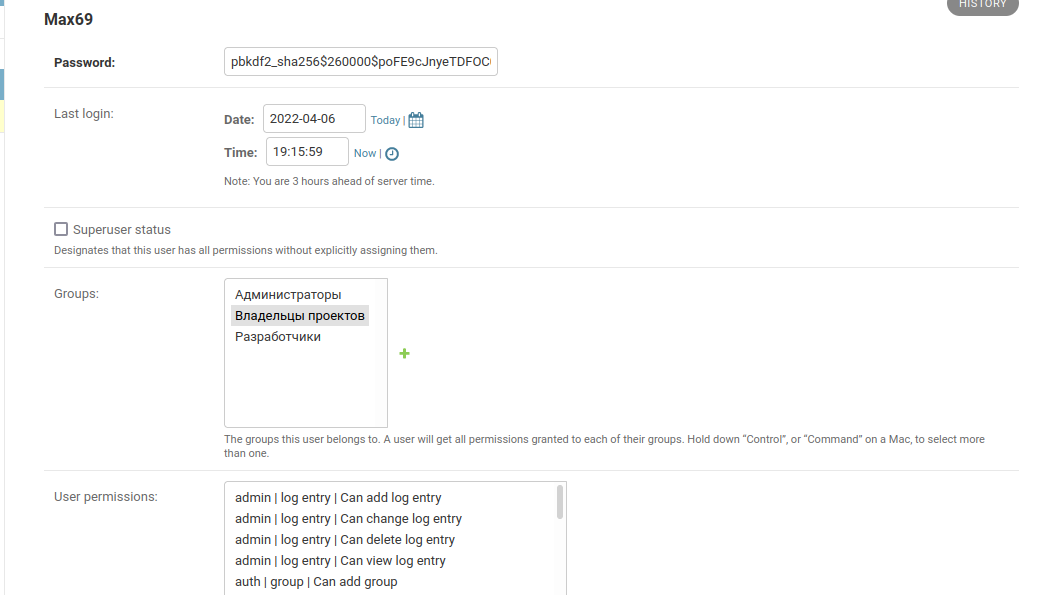 HISTORY
Max69
Password: pbkdf2_sha256$260000$poFE9cJnyeTDFOC
Last login:
Date: 2022-04-06 Today |
Time: 19:15:59 Now |
Note: You are 3 hours ahead of server time.
Superuser status
Designates that this user has all permissions without explicitly assigning them.
Groups:
Администраторы
Владельцы проектов
Разработчики
The groups this user belongs to. A user will get all permissions granted to each of their groups. Hold down “Control”, or “Command” on a Mac, to select more
than one.
User permissions:
admin | log entry | Can add log entry
admin | log entry | Can change log entry
admin | log entry | Can delete log entry
admin | log entry | Can view log entry
auth | group | Can add group